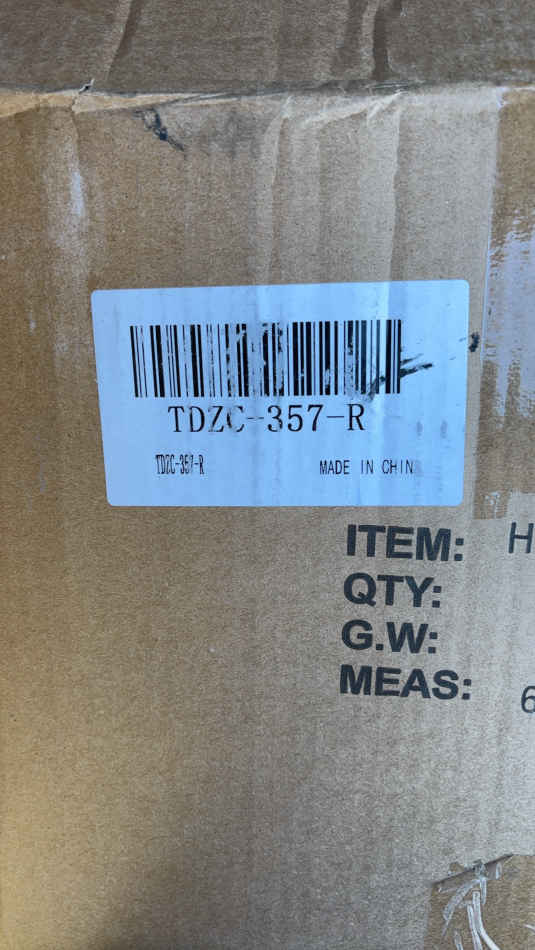 TDZC-357-R
TDZC-357-R
MADE IN CHIN
ITEM: H
QTY:
G.W:
MEAS: 6